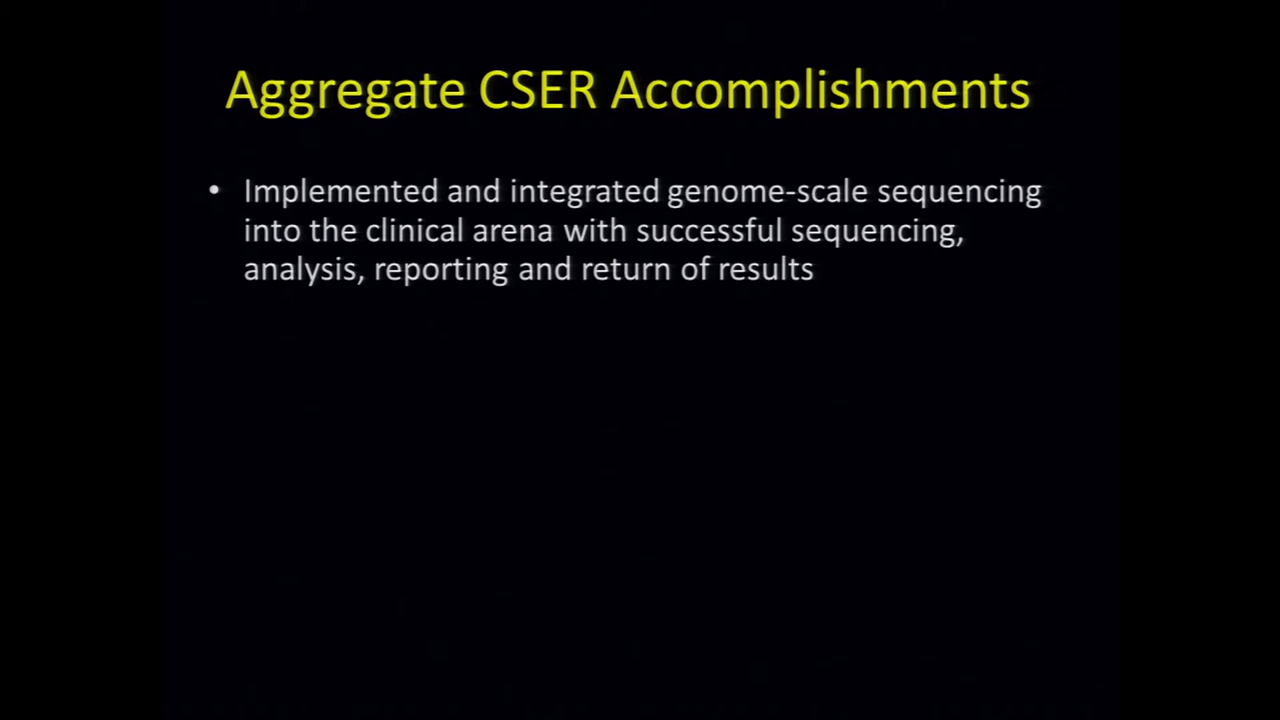 Aggregate CSER Accomplishments
• Implemented and integrated genome-scale sequencing
into the clinical arena with successful sequencing,
analysis, reporting and return of results